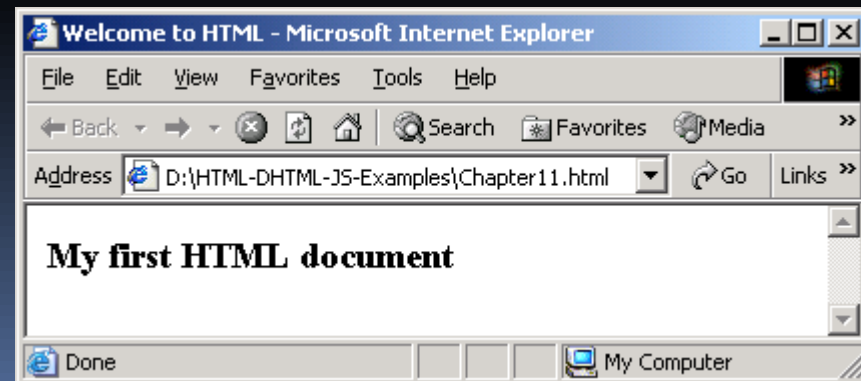 Welcome to HTML - Microsoft Internet Explorer
File Edit View Favorites Tools Help
Back Search Favorites Media »
Address D:\HTML-DHTML-JS-Examples\Chapter11.html Go Links »
My first HTML document
Done My Computer